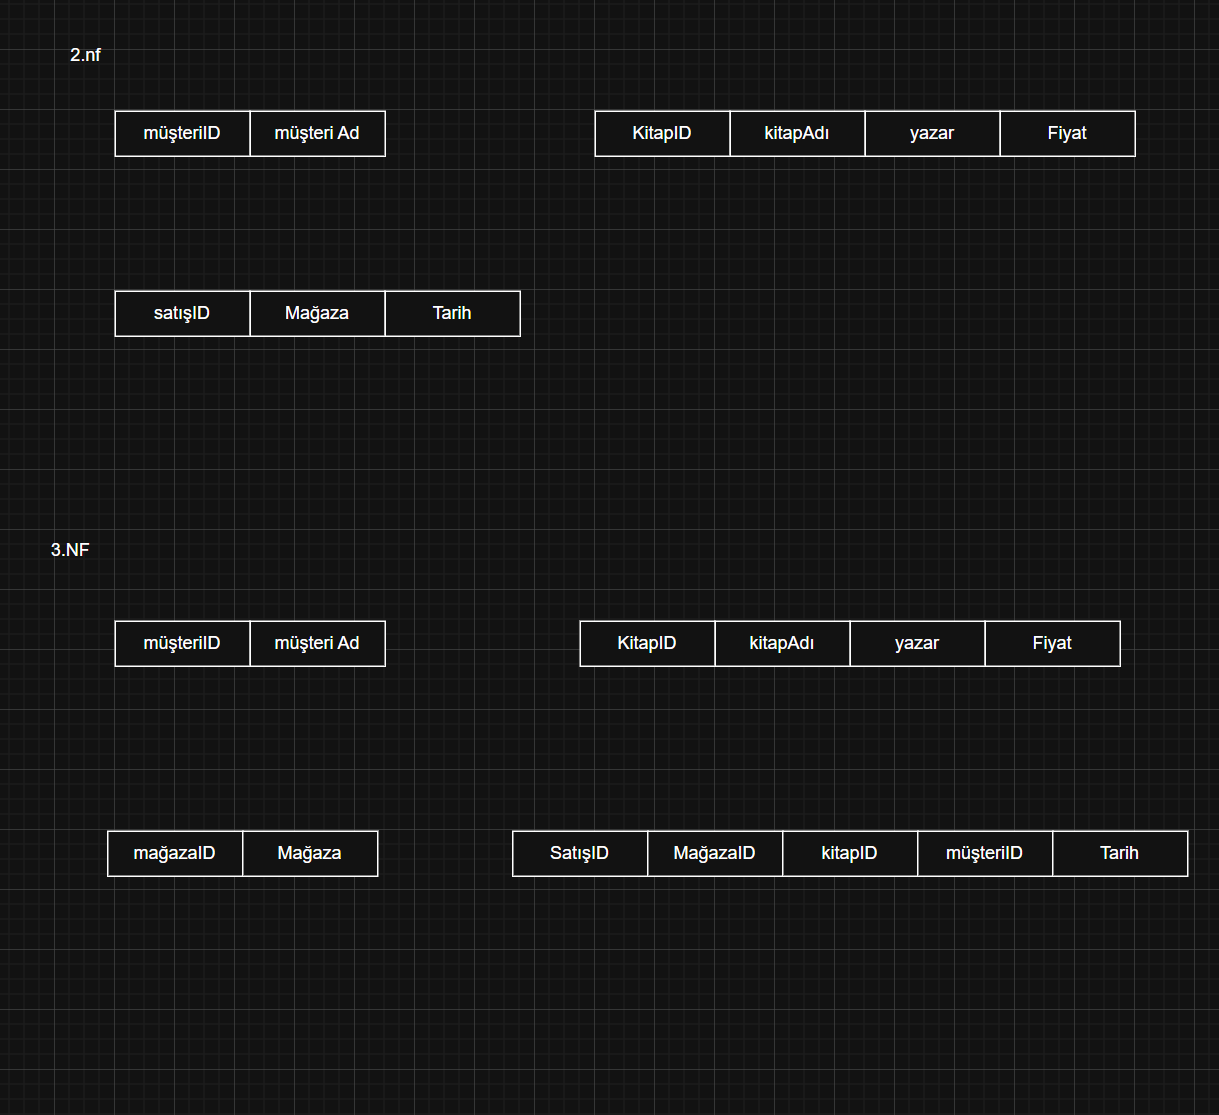 2.nf
müşteriID müşteri Ad
KitapID kitapAdı yazar Fiyat
satışID Mağaza Tarih
3.NF
müşteriID müşteri Ad
KitapID kitapAdı yazar Fiyat
mağazaID Mağaza
SatışID MağazaID kitapID müşteriID Tarih